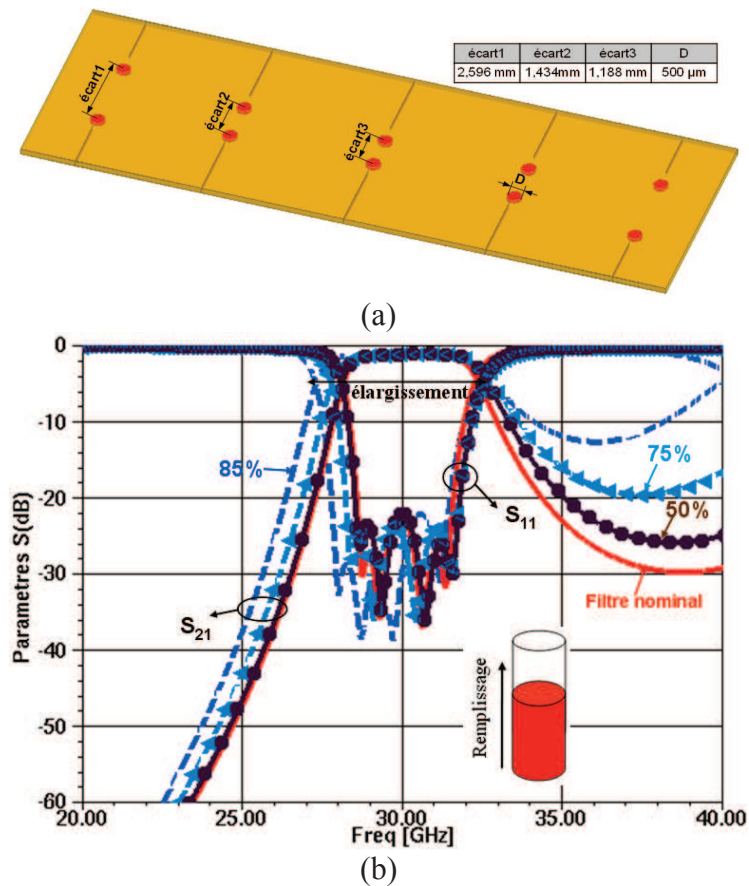 écart1 écart2 écart3 D
2,596 mm 1,434mm 1,188 mm 500 µm
écart1
écart2
écart3
D
(a)
0
-10
-20
-30
-40
-50
-60
Parametres S(dB)
élargissement
85%
75%
S11
50%
Filtre nominal
S21
Remplissage
20.00 25.00 30.00 35.00 40.00
Freq [GHz]
(b)